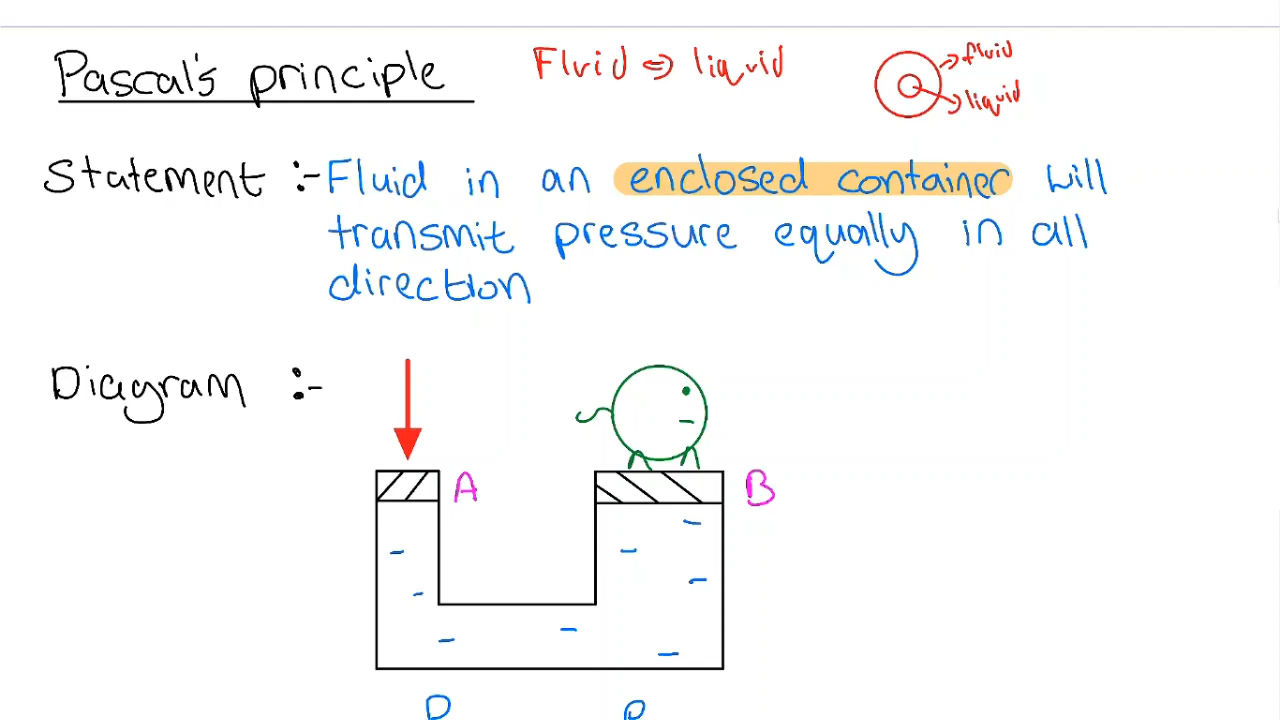 Pascal's principle
Fluid ⇔ liquid
fluid
liquid
Statement :- Fluid in an enclosed container will
transmit pressure equally in all
direction
Diagram :-
A
B